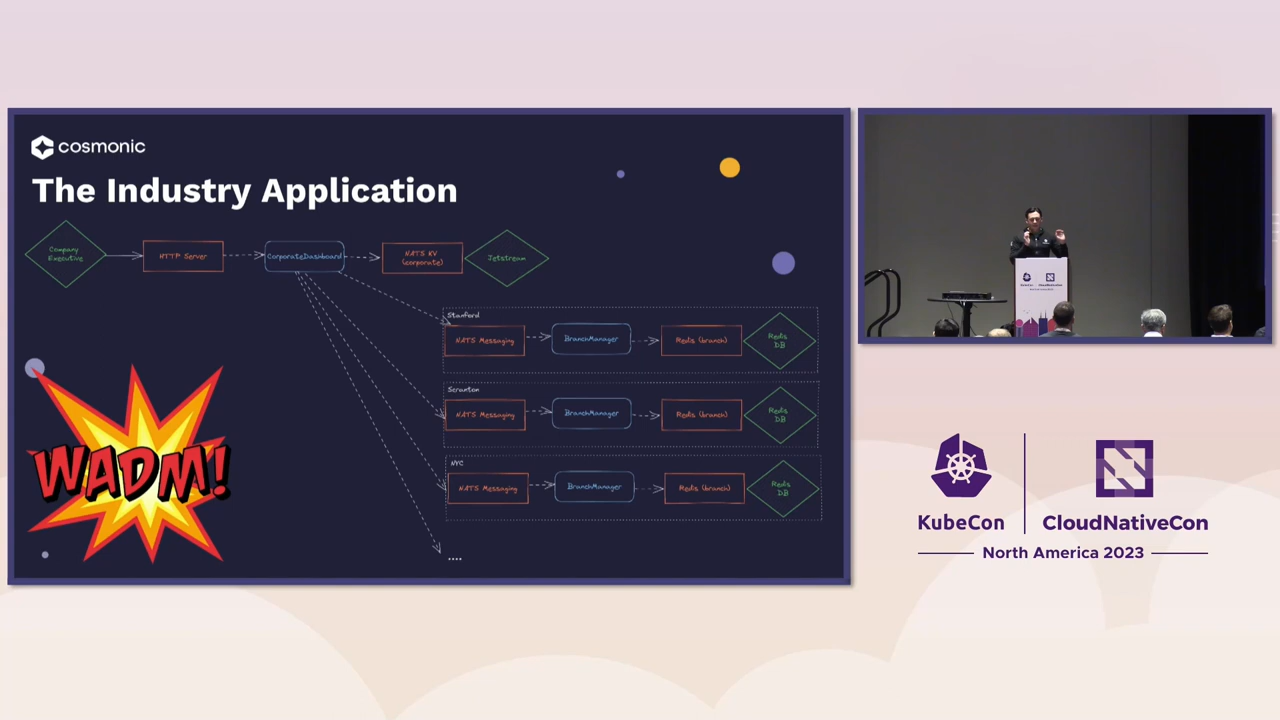 cosmonic
The Industry Application
Company
Executive
HTTP Server
CorporateDashboard
NATS KV
(corporate)
Jetstream
Stanford
NATS Messaging
BranchManager
Redis (branch)
Redis
DB
Scranton
NATS Messaging
BranchManager
Redis (branch)
Redis
DB
NYC
NATS Messaging
BranchManager
Redis (branch)
Redis
DB
....
WADM!
KubeCon
CloudNativeCon
North America 2023